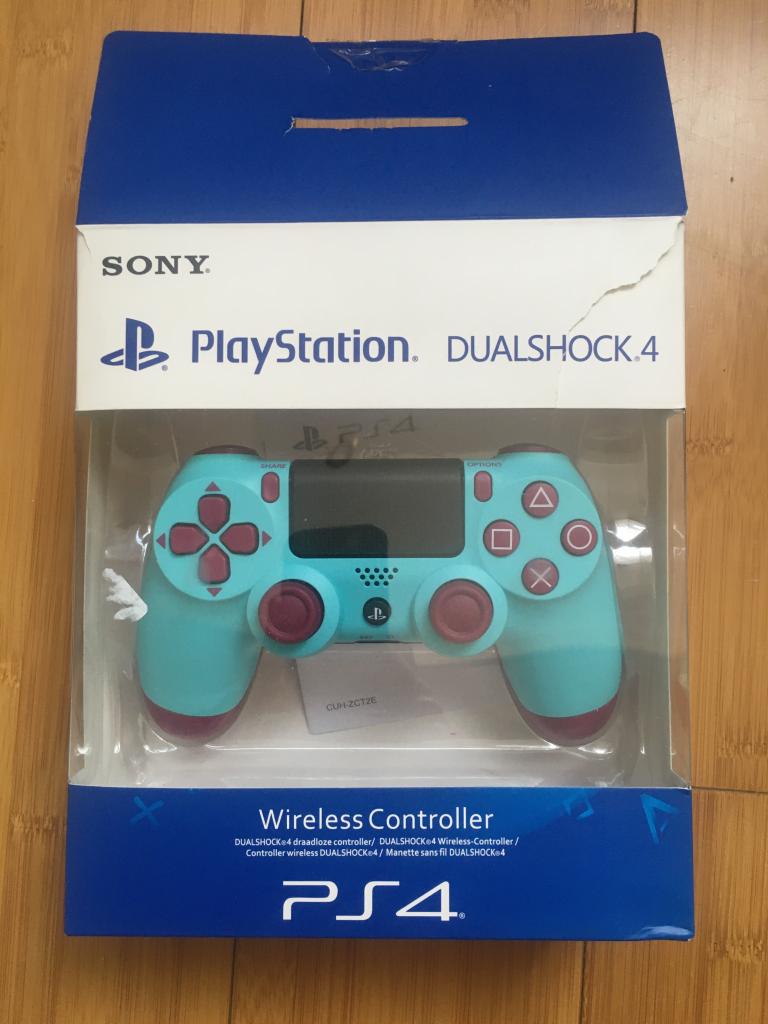 SONY®
PlayStation® DUALSHOCK®4
PS4
SHARE
OPTIONS
CUH-ZCT2E
Wireless Controller
DUALSHOCK®4 draadloze controller/ DUALSHOCK®4 Wireless-Controller /
Controller wireless DUALSHOCK®4 / Manette sans fil DUALSHOCK®4
PS4®